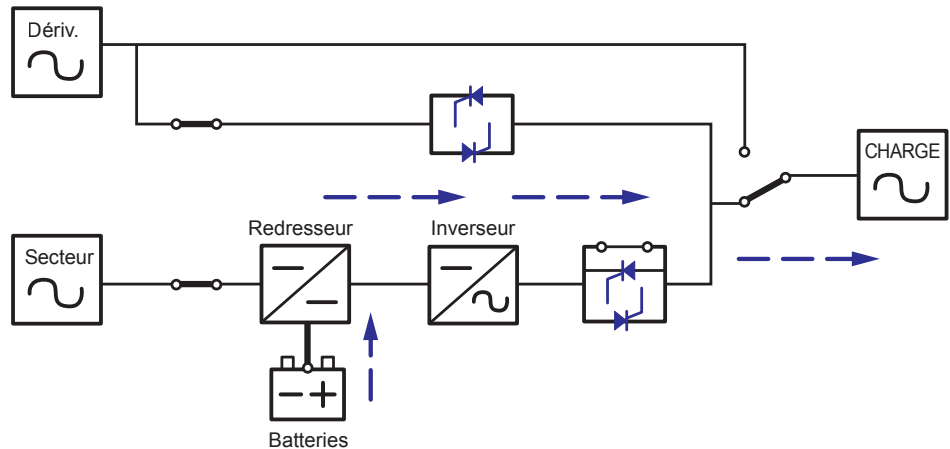 Dériv.
CHARGE
Redresseur
Inverseur
Secteur
Batteries